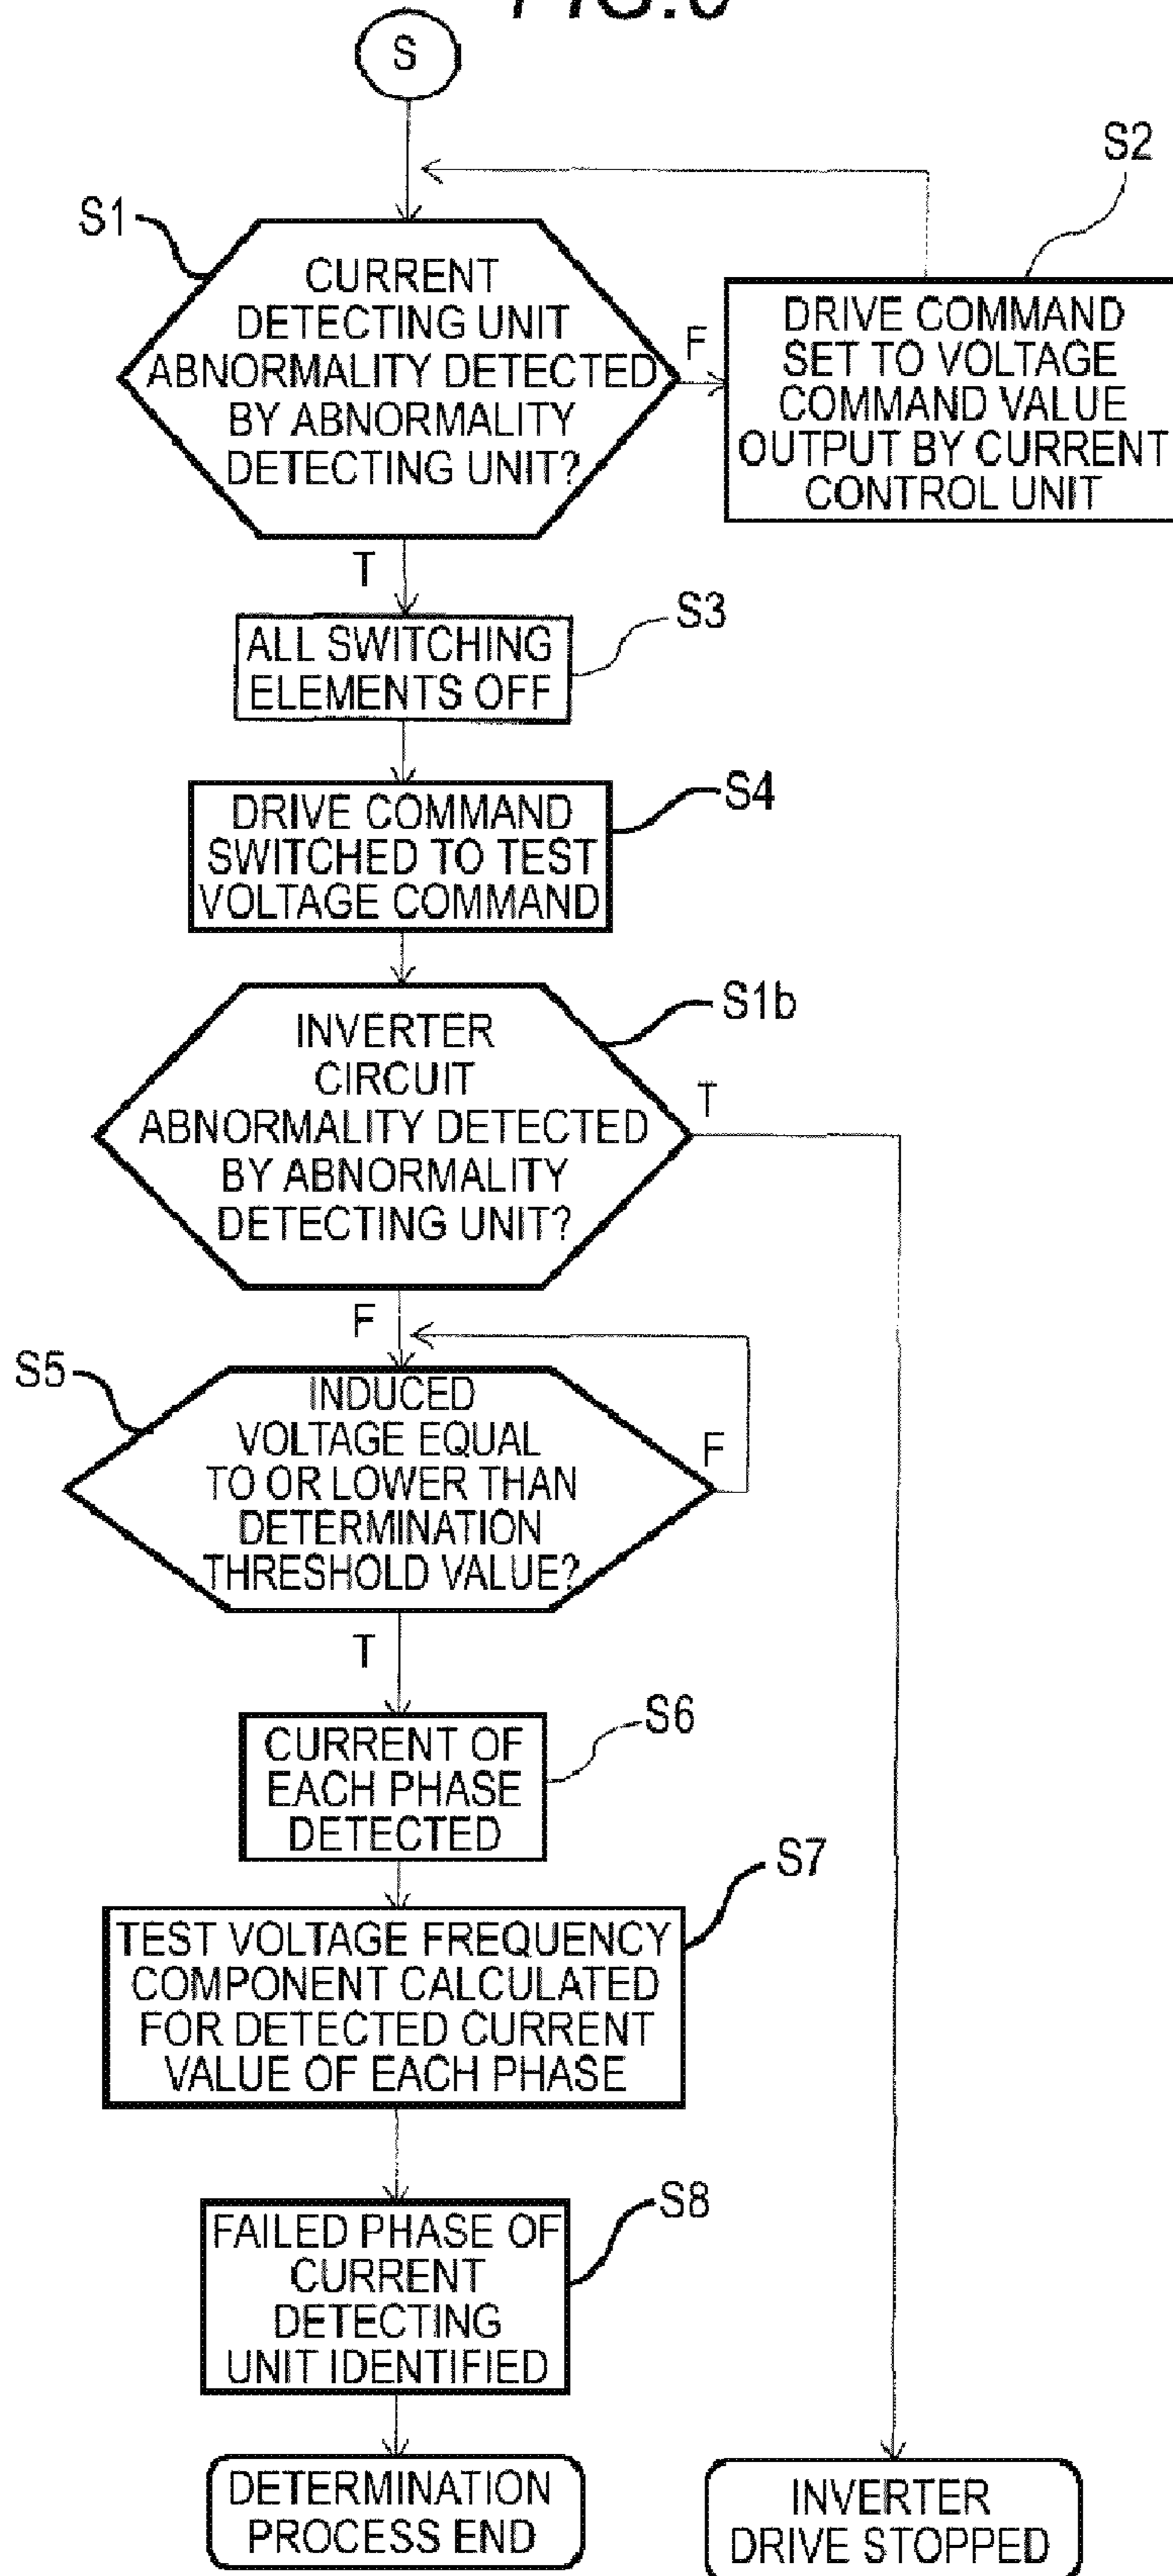 S
S2
S1
CURRENT
DETECTING UNIT
ABNORMALITY DETECTED
BY ABNORMALITY
DETECTING UNIT?
F
DRIVE COMMAND
SET TO VOLTAGE
COMMAND VALUE
OUTPUT BY CURRENT
CONTROL UNIT
T
S3
ALL SWITCHING
ELEMENTS OFF
S4
DRIVE COMMAND
SWITCHED TO TEST
VOLTAGE COMMAND
S1b
INVERTER
CIRCUIT
ABNORMALITY DETECTED
BY ABNORMALITY
DETECTING UNIT?
T
F
S5
INDUCED
VOLTAGE EQUAL
TO OR LOWER THAN
DETERMINATION
THRESHOLD VALUE?
F
T
S6
CURRENT OF
EACH PHASE
DETECTED
S7
TEST VOLTAGE FREQUENCY
COMPONENT CALCULATED
FOR DETECTED CURRENT
VALUE OF EACH PHASE
S8
FAILED PHASE OF
CURRENT
DETECTING
UNIT IDENTIFIED
DETERMINATION
PROCESS END
INVERTER
DRIVE STOPPED